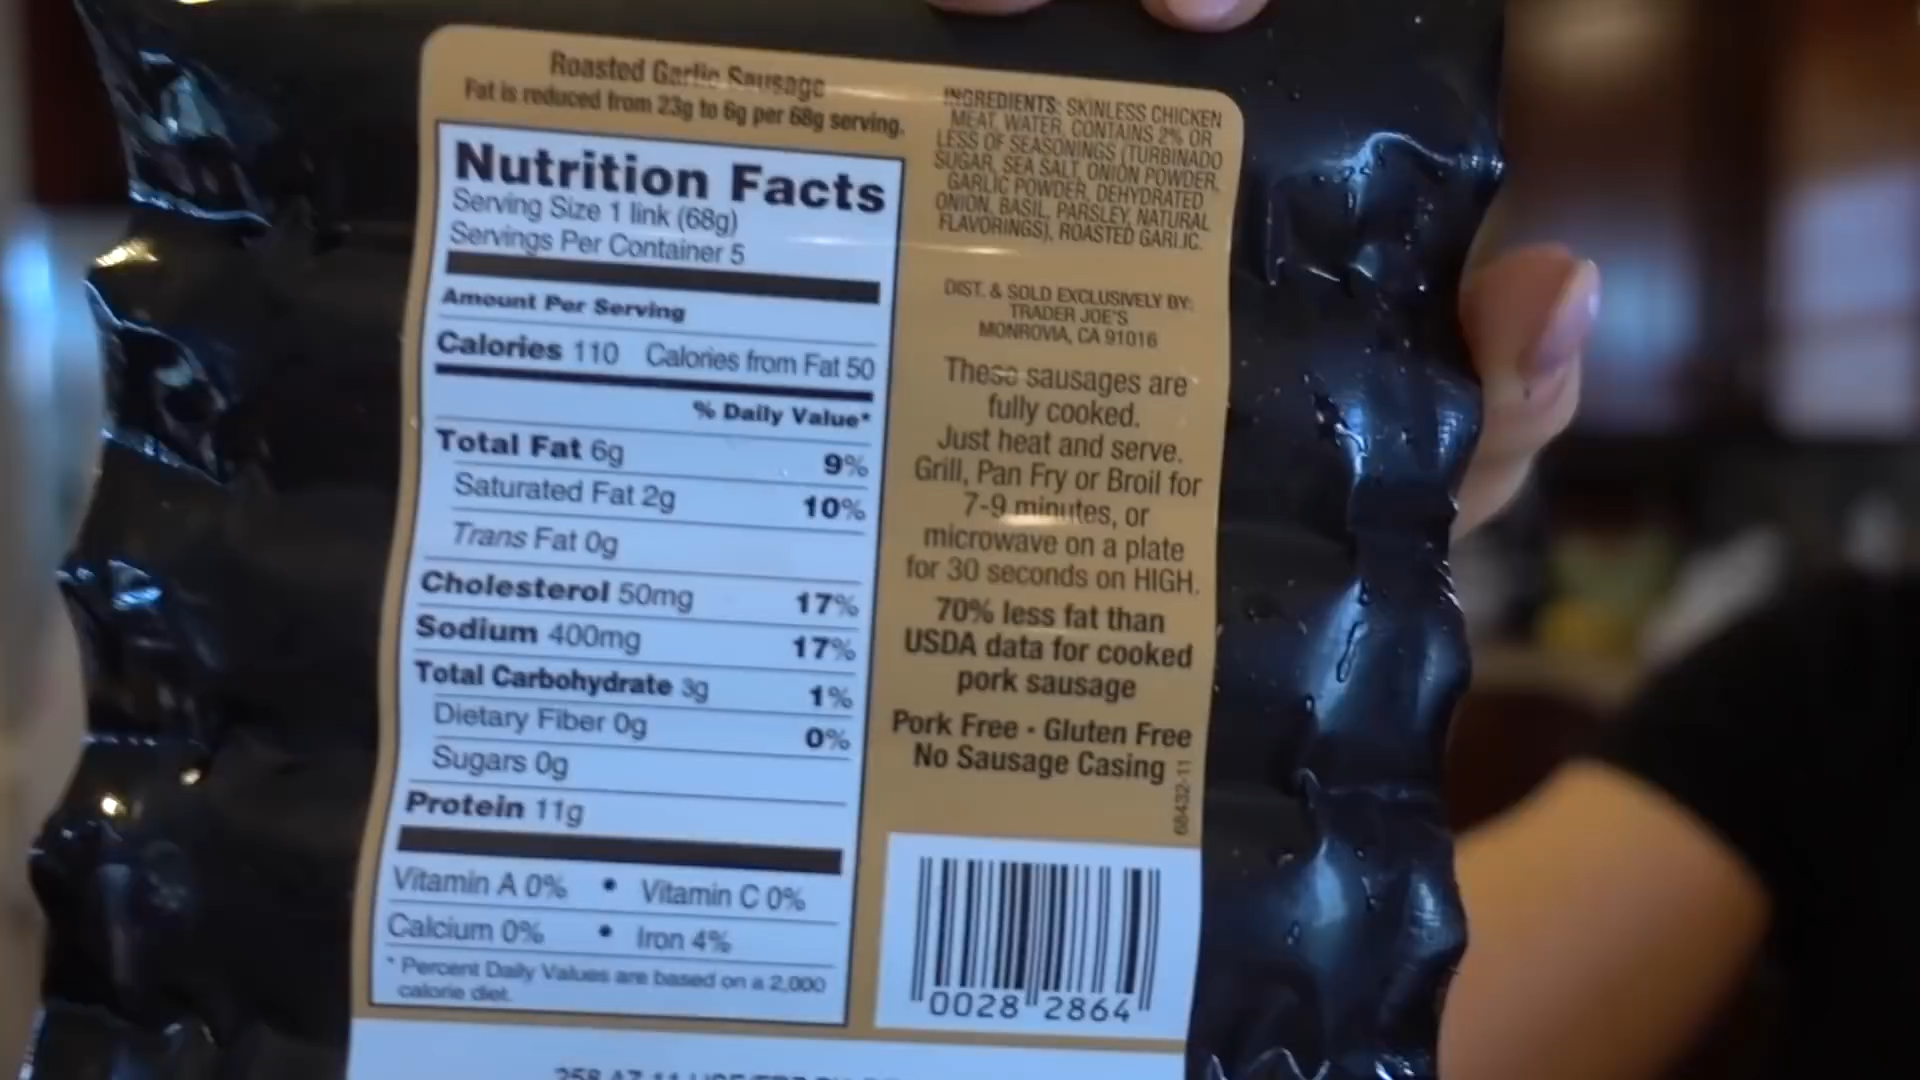 Roasted Garlic Sausage
Fat is reduced from 23g to 6g per 68g serving.
Nutrition Facts
Serving Size 1 link (68g)
Servings Per Container 5
Amount Per Serving
Calories 110 Calories from Fat 50
% Daily Value*
Total Fat 6g 9%
Saturated Fat 2g 10%
Trans Fat 0g
Cholesterol 50mg 17%
Sodium 400mg 17%
Total Carbohydrate 3g 1%
Dietary Fiber 0g 0%
Sugars 0g
Protein 11g
Vitamin A 0% • Vitamin C 0%
Calcium 0% • Iron 4%
* Percent Daily Values are based on a 2,000
calorie diet.
INGREDIENTS: SKINLESS CHICKEN
MEAT, WATER, CONTAINS 2% OR
LESS OF SEASONINGS (TURBINADO
SUGAR, SEA SALT, ONION POWDER,
GARLIC POWDER, DEHYDRATED
ONION, BASIL, PARSLEY, NATURAL
FLAVORINGS), ROASTED GARLIC.
DIST. & SOLD EXCLUSIVELY BY:
TRADER JOE'S
MONROVIA, CA 91016
These sausages are
fully cooked.
Just heat and serve.
Grill, Pan Fry or Broil for
7-9 minutes, or
microwave on a plate
for 30 seconds on HIGH.
70% less fat than
USDA data for cooked
pork sausage
Pork Free - Gluten Free
No Sausage Casing
68432-11
0028 2864